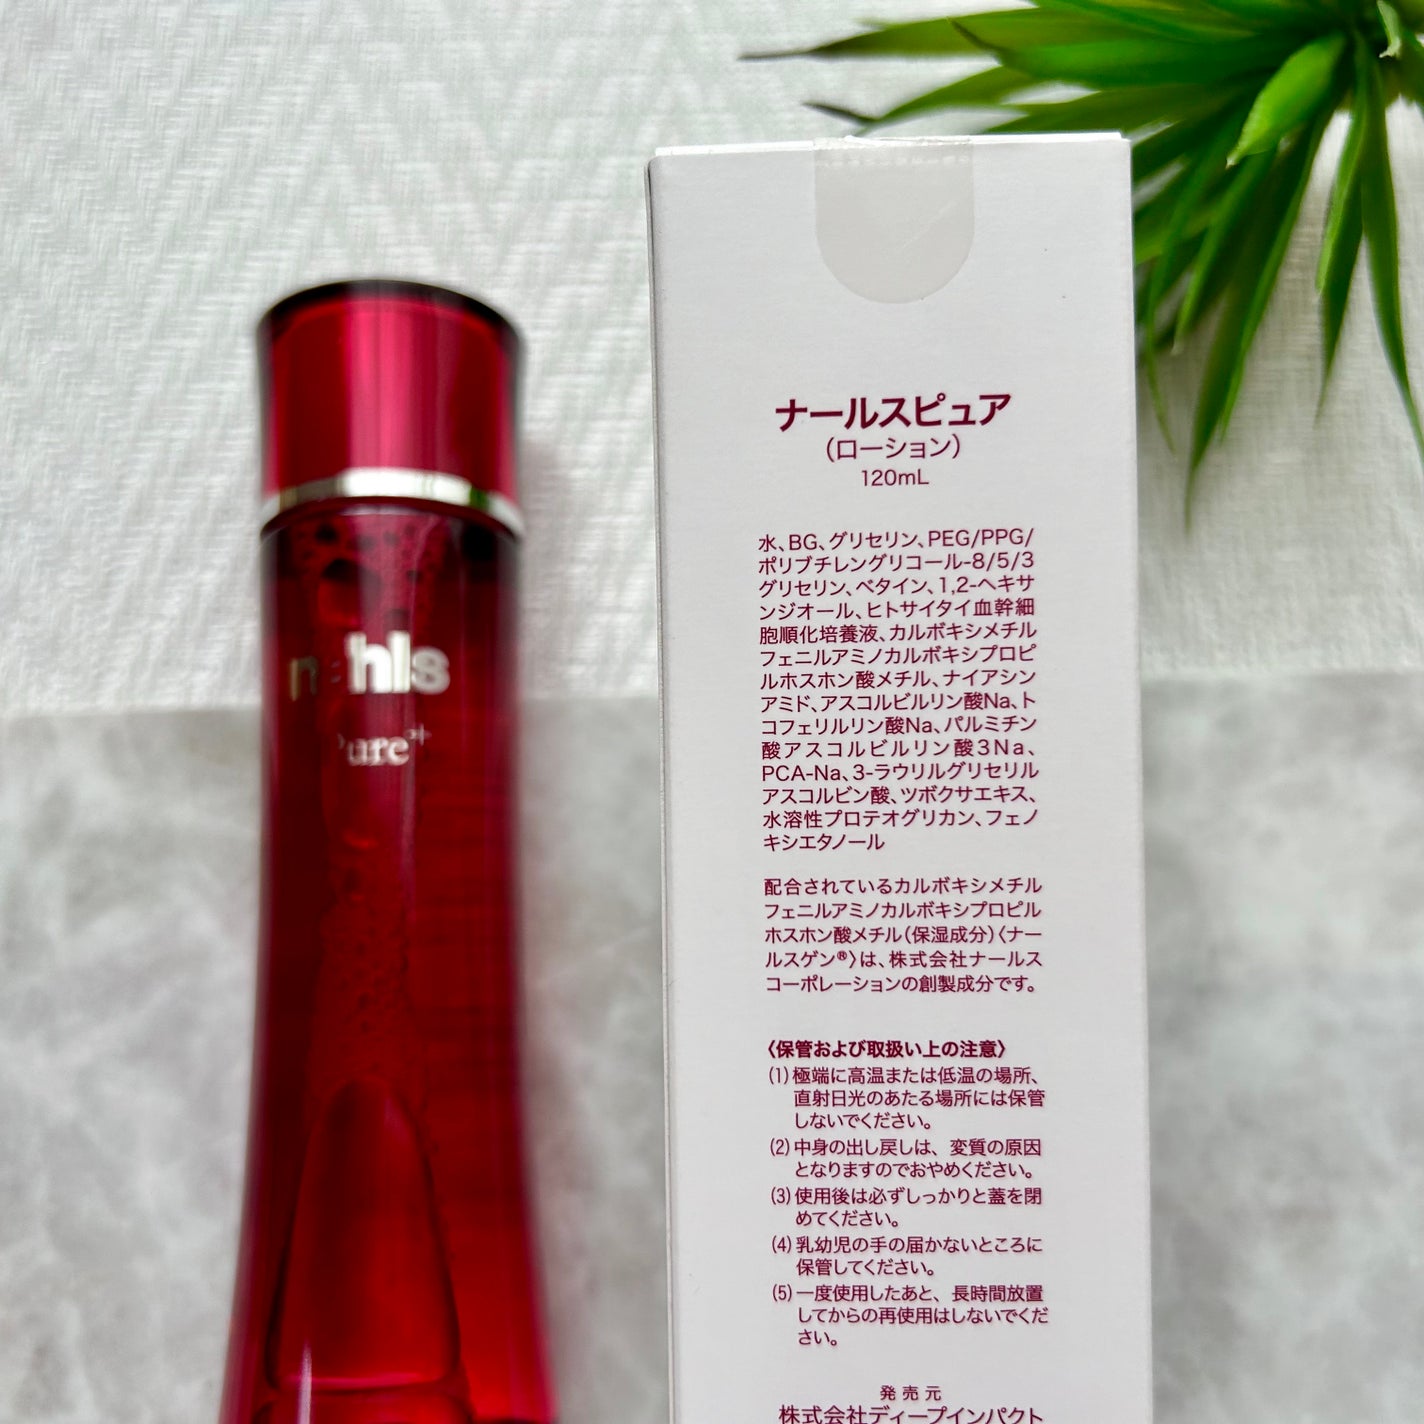 nahls
Pure
ナールスピュア
（ローション）
120mL
水、BG、グリセリン、PEG/PPG/
ポリブチレングリコール-8/5/3
グリセリン、ベタイン、1,2-ヘキサ
ンジオール、ヒトサイタイ血幹細
胞順化培養液、カルボキシメチル
フェニルアミノカルボキシプロピ
ルホスホン酸メチル、ナイアシン
アミド、アスコルビルリン酸Na、ト
コフェリルリン酸Na、パルミチン
酸アスコルビルリン酸3Na、
PCA-Na、3-ラウリルグリセリル
アスコルビン酸、ツボクサエキス、
水溶性プロテオグリカン、フェノ
キシエタノール
配合されているカルボキシメチル
フェニルアミノカルボキシプロピル
ホスホン酸メチル（保湿成分）〈ナー
ルスゲン®〉は、株式会社ナールス
コーポレーションの創製成分です。
〈保管および取扱い上の注意〉
(1)極端に高温または低温の場所、
直射日光のあたる場所には保管
しないでください。
(2)中身の出し戻しは、変質の原因
となりますのでおやめください。
(3)使用後は必ずしっかりと蓋を閉
めてください。
(4)乳幼児の手の届かないところに
保管してください。
(5)一度使用したあと、長時間放置
してからの再使用はしないでくだ
さい。
発売元
株式会社ディープインパクト